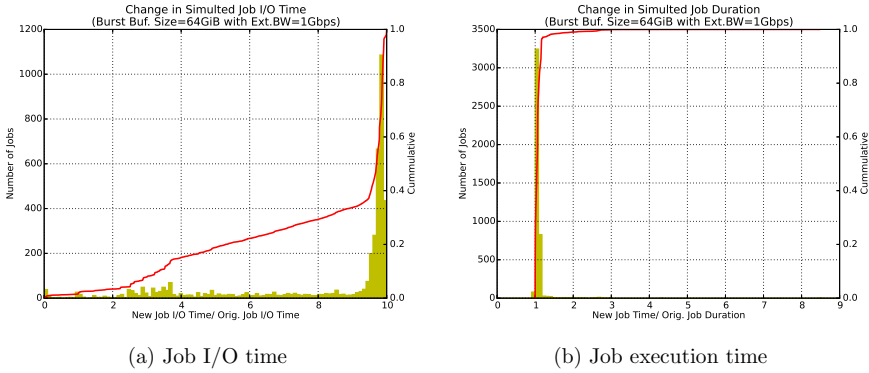 Change in Simulted Job I/O Time
(Burst Buf. Size=64GiB with Ext.BW=1Gbps)
1200
1000
800
600
400
200
0
Number of Jobs
1.0
0.8
0.6
0.4
0.2
0.0
Cummulative
0 2 4 6 8 10
New Job I/O Time/ Orig. Job I/O Time
(a) Job I/O time
Change in Simulted Job Duration
(Burst Buf. Size=64GiB with Ext.BW=1Gbps)
3500
3000
2500
2000
1500
1000
500
0
Number of Jobs
1.0
0.8
0.6
0.4
0.2
0.0
Cummulative
0 1 2 3 4 5 6 7 8 9
New Job Time/ Orig. Job Duration
(b) Job execution time